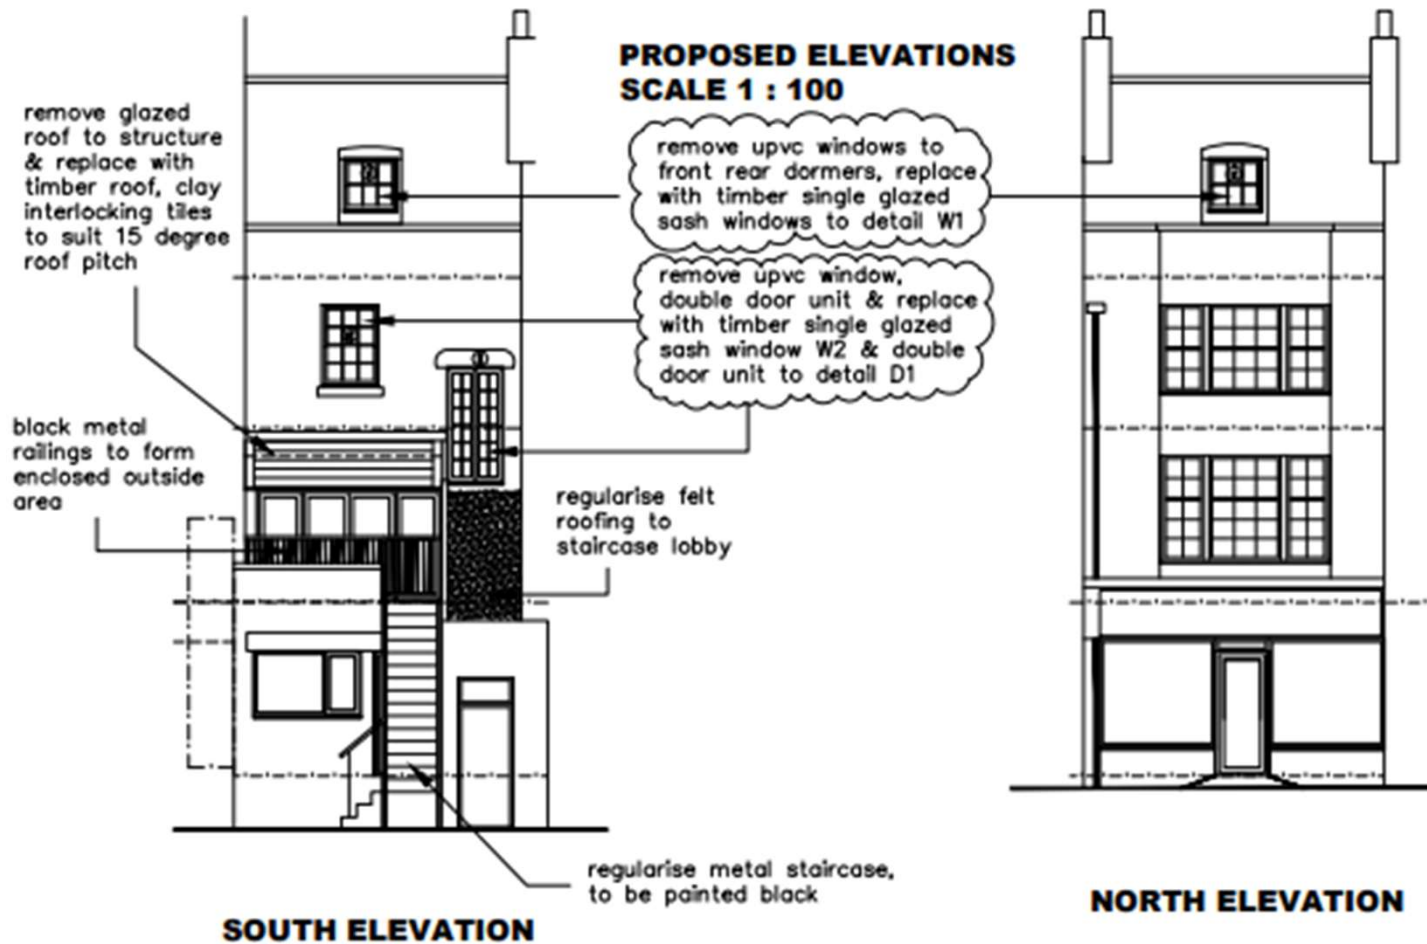 PROPOSED ELEVATIONS
SCALE 1 : 100
remove glazed
roof to structure
& replace with
timber roof, clay
interlocking tiles
to suit 15 degree
roof pitch
remove upvc windows to
front rear dormers, replace
with timber single glazed
sash windows to detail W1
remove upvc window,
double door unit & replace
with timber single glazed
sash window W2 & double
door unit to detail D1
black metal
railings to form
enclosed outside
area
regularise felt
roofing to
staircase lobby
regularise metal staircase,
to be painted black
SOUTH ELEVATION
NORTH ELEVATION